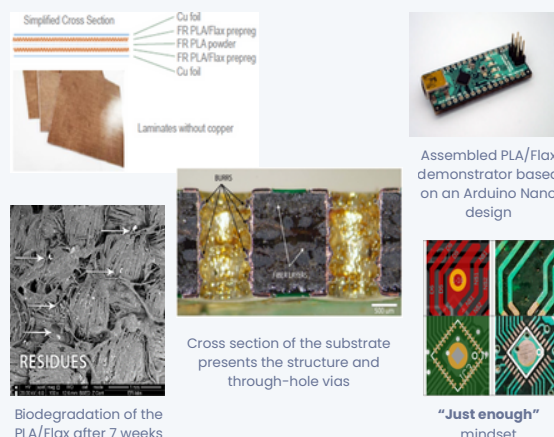 Simplified Cross Section
Cu foil
FR PLA/Flax prepreg
FR PLA powder
FR PLA/Flax prepreg
Cu foil
Laminates without copper
Assembled PLA/Flax
demonstrator based
on an Arduino Nano
design
BURRS
FIBER LAYERS
500 um
Cross section of the substrate
presents the structure and
through-hole vias
RESIDUES
Biodegradation of the
PLA/Flax after 7 weeks
“Just enough”
mindset